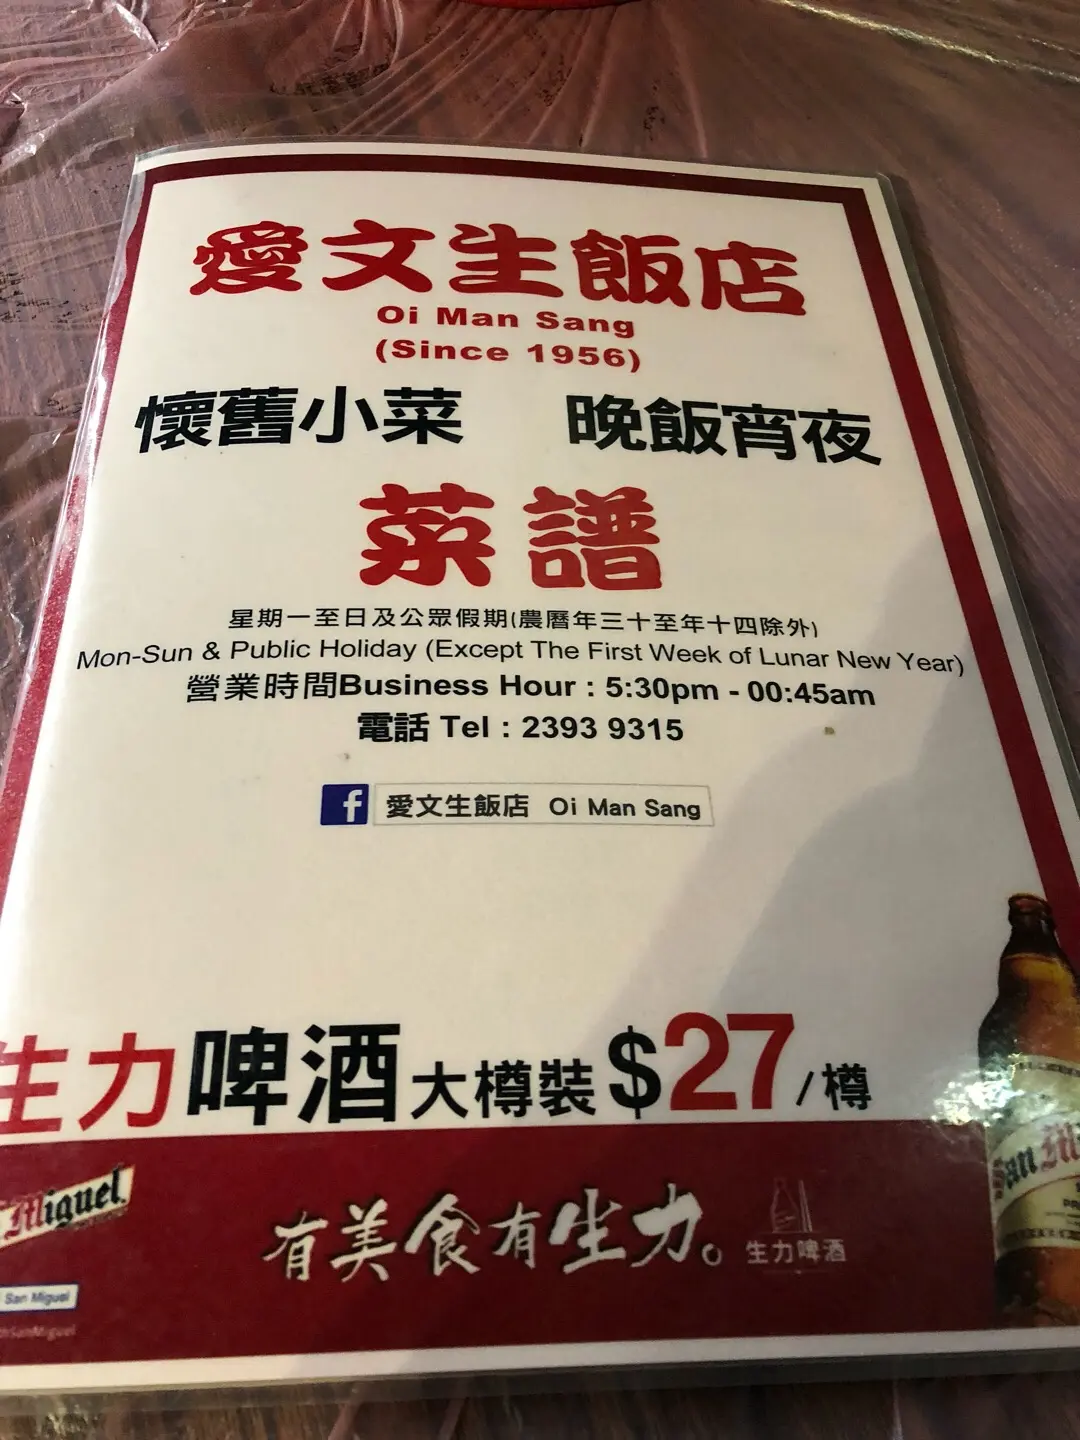 愛文生飯店
Oi Man Sang
(Since 1956)
懷舊小菜 晚飯宵夜
菜譜
星期一至日及公眾假期(農曆年三十至年十四除外)
Mon-Sun & Public Holiday (Except The First Week of Lunar New Year)
營業時間Business Hour : 5:30pm - 00:45am
電話 Tel : 2393 9315
f 愛文生飯店 Oi Man Sang
生力啤酒大樽裝$27/樽
Miguel
有美食有生力。
生力啤酒
San Miguel
San Mi